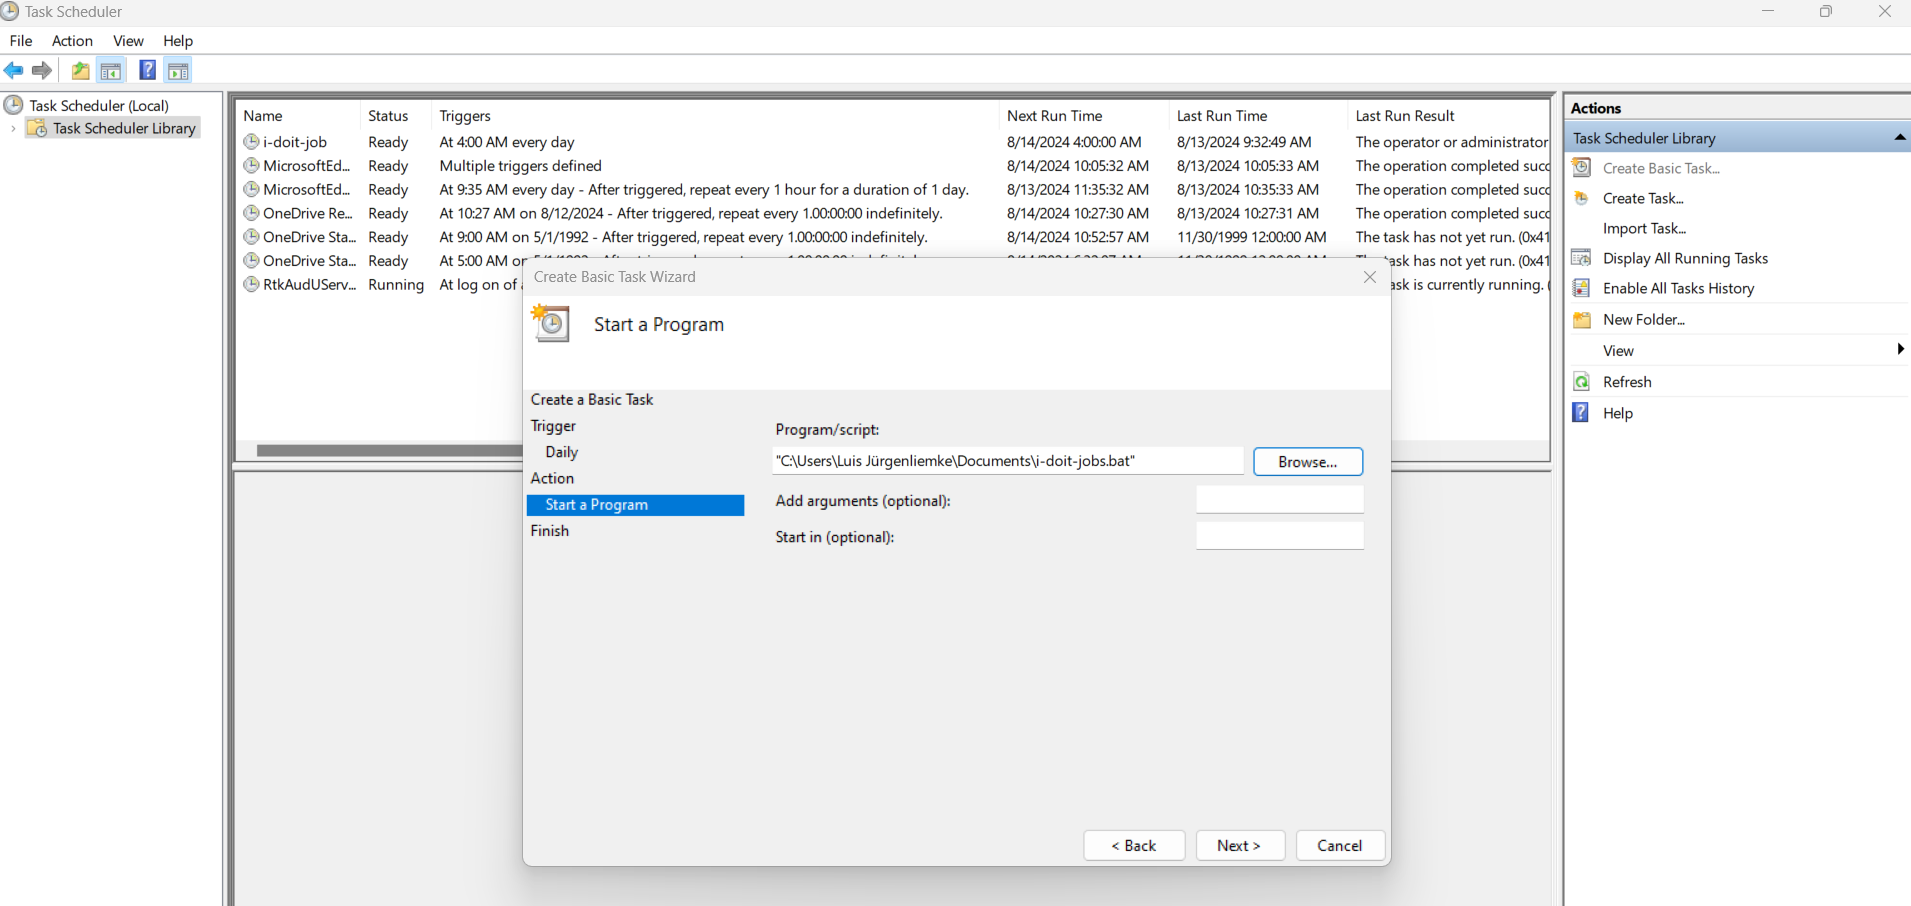 Task Scheduler
File Action View Help
Task Scheduler (Local)
Task Scheduler Library
Name Status Triggers Next Run Time Last Run Time Last Run Result
i-doit-job Ready At 4:00 AM every day 8/14/2024 4:00:00 AM 8/13/2024 9:32:49 AM The operator or administrator
MicrosoftEd... Ready Multiple triggers defined 8/14/2024 10:05:32 AM 8/13/2024 10:05:33 AM The operation completed succ
MicrosoftEd... Ready At 9:35 AM every day - After triggered, repeat every 1 hour for a duration of 1 day. 8/13/2024 11:35:32 AM 8/13/2024 10:35:33 AM The operation completed succ
OneDrive Re... Ready At 10:27 AM on 8/12/2024 - After triggered, repeat every 1.00:00:00 indefinitely. 8/14/2024 10:27:30 AM 8/13/2024 10:27:31 AM The operation completed succ
OneDrive Sta... Ready At 9:00 AM on 5/1/1992 - After triggered, repeat every 1.00:00:00 indefinitely. 8/14/2024 10:52:57 AM 11/30/1999 12:00:00 AM The task has not yet run. (0x41
OneDrive Sta... Ready At 5:00 AM or ask has not yet run. (0x41
RtkAudUServ... Running At log on of ask is currently running. (
Create Basic Task Wizard
Start a Program
Create a Basic Task
Trigger
Daily
Action
Start a Program
Finish
Program/script:
"C:\Users\Luis Jürgenliemke\Documents\i-doit-jobs.bat" Browse...
Add arguments (optional):
Start in (optional):
< Back Next > Cancel
Actions
Task Scheduler Library
Create Basic Task...
Create Task...
Import Task...
Display All Running Tasks
Enable All Tasks History
New Folder...
View
Refresh
Help